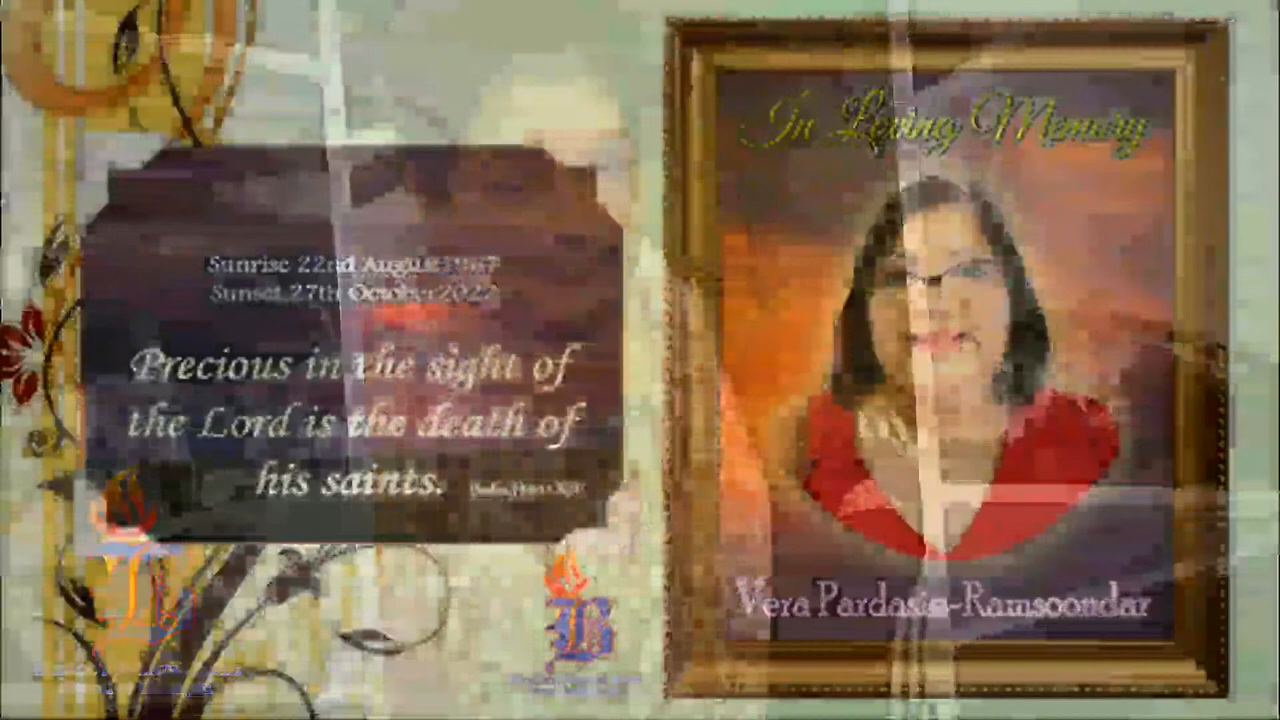 Sunrise 22nd August
Sunset 27th October 2022
Precious in the sight of
the Lord is the death of
his saints.
In Loving Memory
Vera Pardasie-Ramsoondar